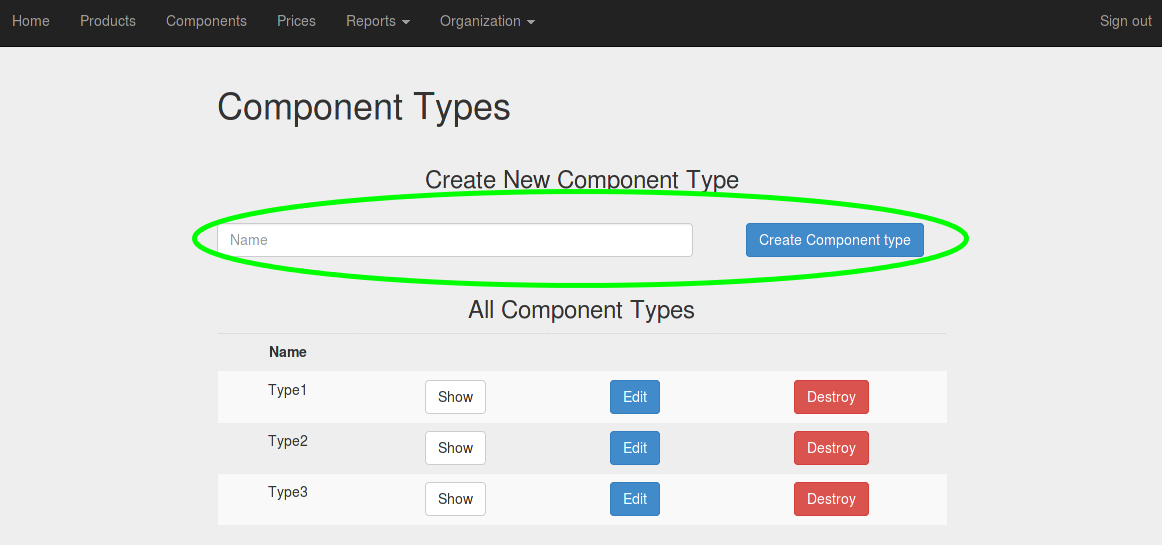 Home Products Components Prices Reports Organization Sign out
Component Types
Create New Component Type
Name Create Component type
All Component Types
Name
Type1 Show Edit Destroy
Type2 Show Edit Destroy
Type3 Show Edit Destroy